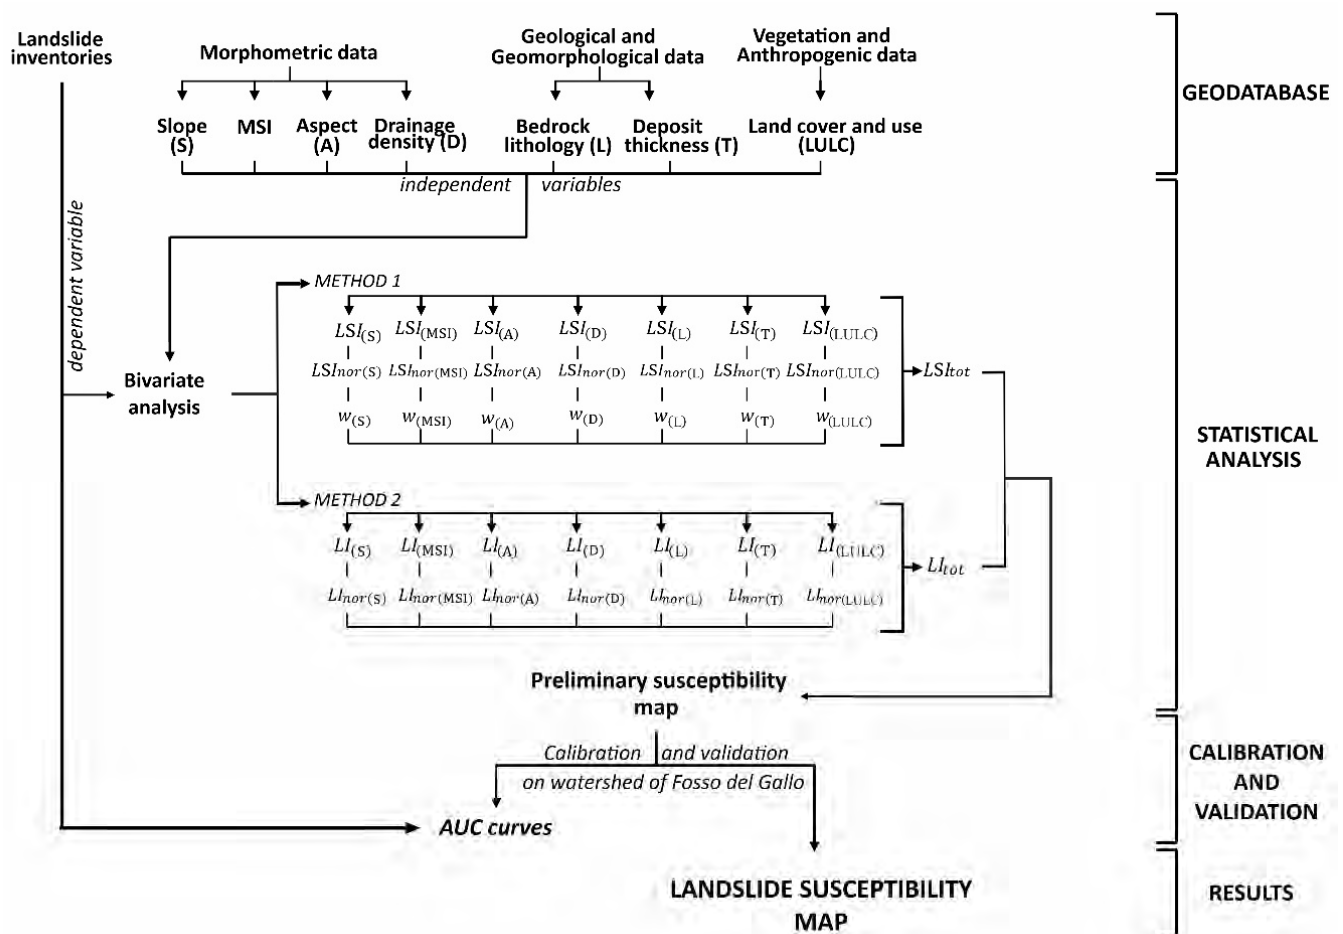 Landslide
inventories
Morphometric data
Geological and
Geomorphological data
Vegetation and
Anthropogenic data
GEODATABASE
Slope
(S)
MSI
Aspect
(A)
Drainage
density (D)
Bedrock
lithology (L)
Deposit
thickness (T)
Land cover and use
(LULC)
independent variables
dependent variable
METHOD 1
LSI(S) LSI(MSI) LSI(A) LSI(D) LSI(L) LSI(T) LSI(LULC)
LSInor(S) LSInor(MSI) LSInor(A) LSInor(D) LSInor(L) LSInor(T) LSInor(LULC)
w(S) w(MSI) w(A) w(D) w(L) w(T) w(LULC)
LSItot
Bivariate
analysis
STATISTICAL
ANALYSIS
METHOD 2
LI(S) LI(MSI) LI(A) LI(D) LI(L) LI(T) LI(LULC)
LInor(S) LInor(MSI) LInor(A) LInor(D) LInor(L) LInor(T) LInor(LULC)
LItot
Preliminary susceptibility
map
Calibration and validation
on watershed of Fosso del Gallo
CALIBRATION
AND
VALIDATION
AUC curves
LANDSLIDE SUSCEPTIBILITY
MAP
RESULTS